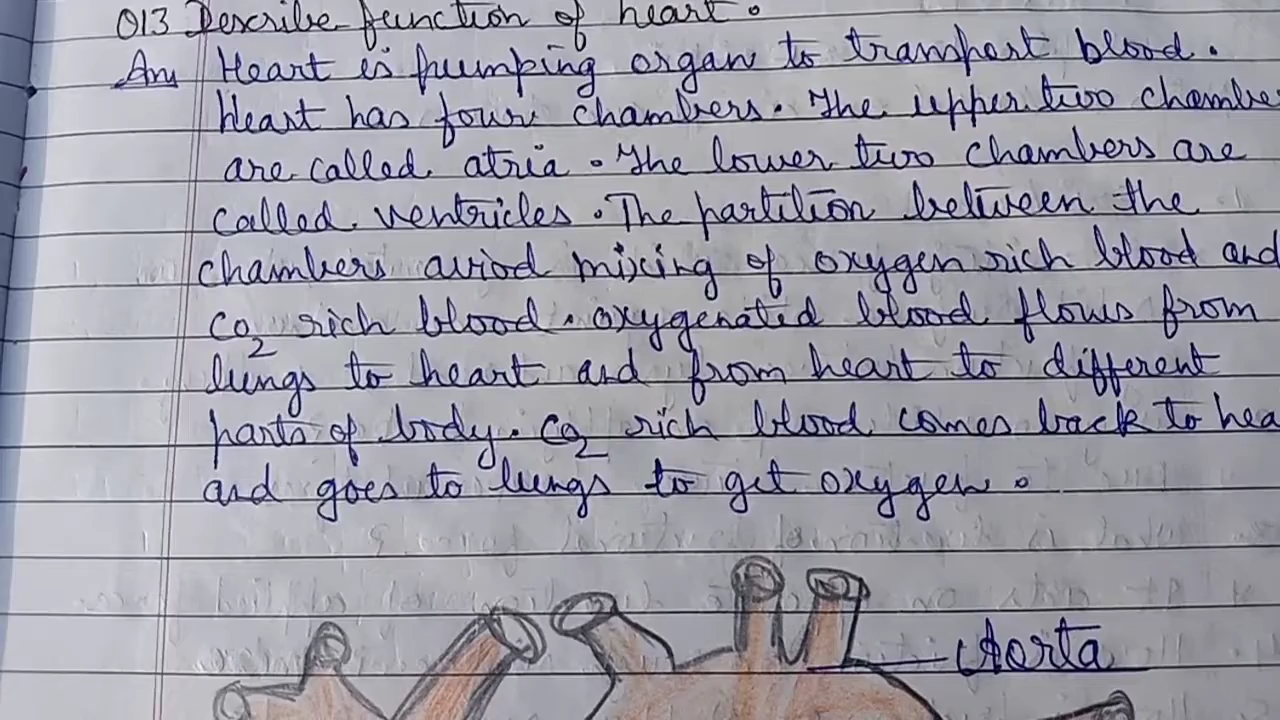 Q13 Describe function of heart.
Ans Heart is pumping organ to transport blood.
Heart has four chambers. The upper two chambe
are called atria. The lower two chambers are
called ventricles. The partition between the
chambers aviod mixing of oxygen rich blood and
CO2 rich blood. oxygenated blood flows from
lungs to heart and from heart to different
parts of body. CO2 rich blood comes back to hea
and goes to lungs to get oxygen.
Aorta